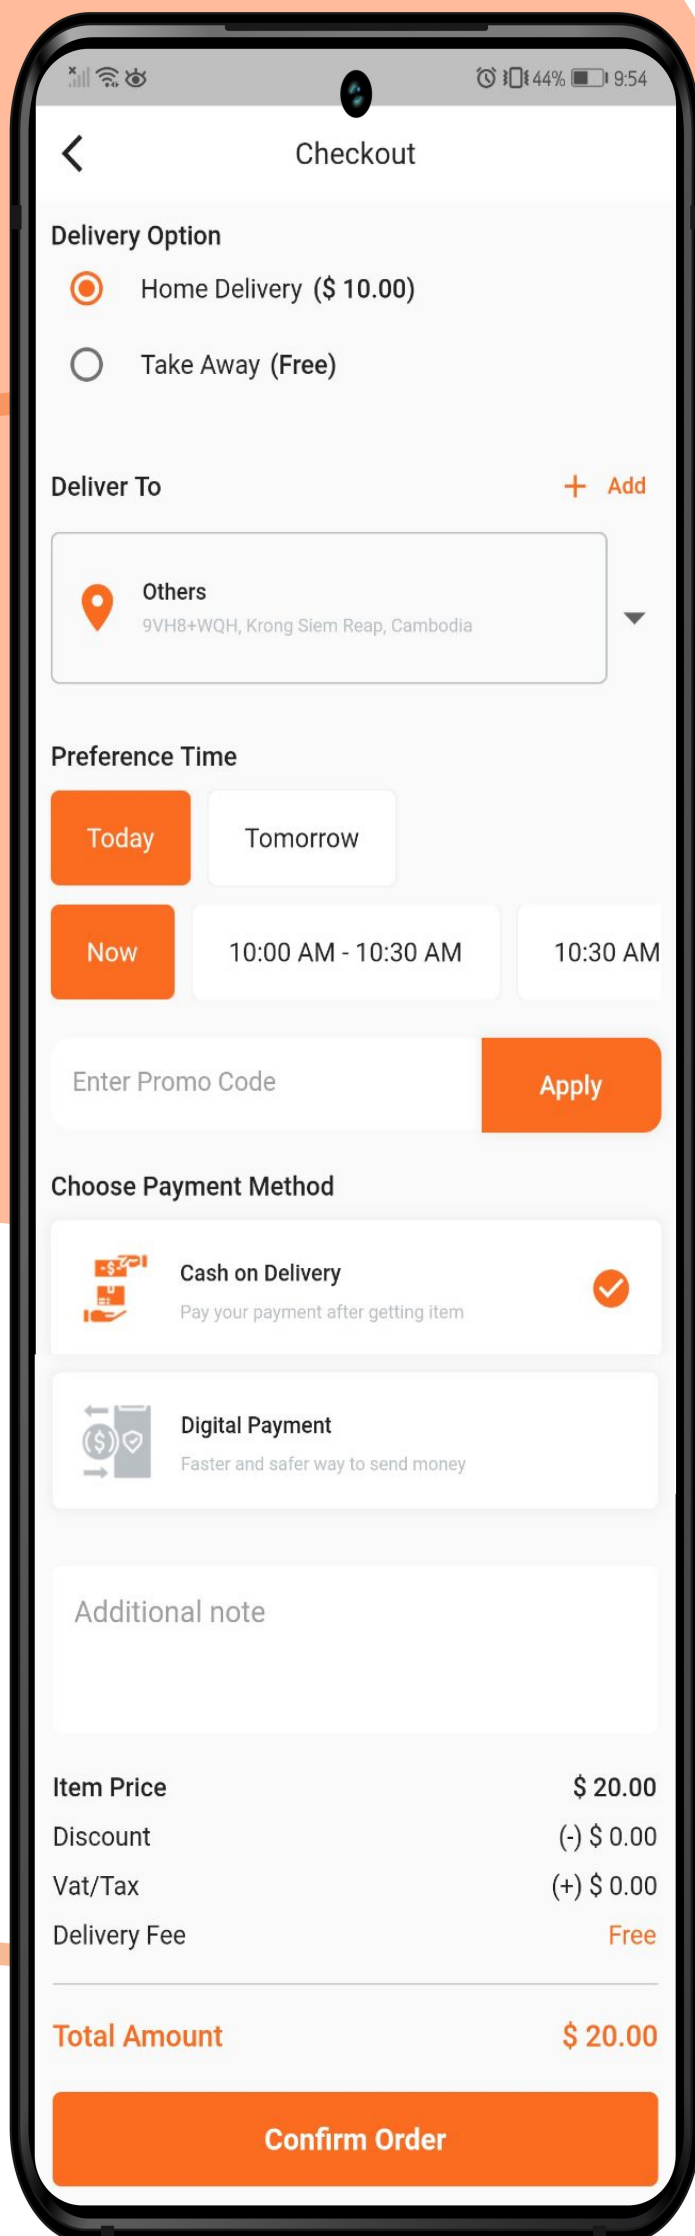 44% 9:54
Checkout
Delivery Option
Home Delivery ($ 10.00)
Take Away (Free)
Deliver To
+ Add
Others
9VH8+WQH, Krong Siem Reap, Cambodia
Preference Time
Today Tomorrow
Now 10:00 AM - 10:30 AM 10:30 AM
Enter Promo Code Apply
Choose Payment Method
Cash on Delivery
Pay your payment after getting item
Digital Payment
Faster and safer way to send money
Additional note
Item Price $ 20.00
Discount (-) $ 0.00
Vat/Tax (+) $ 0.00
Delivery Fee Free
Total Amount $ 20.00
Confirm Order